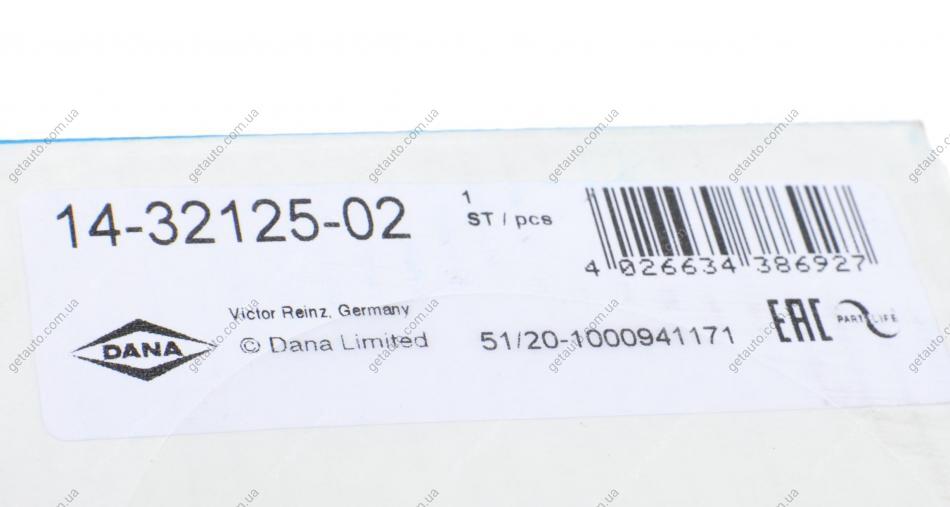 14-32125-02
1
ST / pcs
4 026634 386927
Victor Reinz, Germany
DANA
© Dana Limited
51/20-1000941171
EAC
PART LIFE
getauto.com.ua